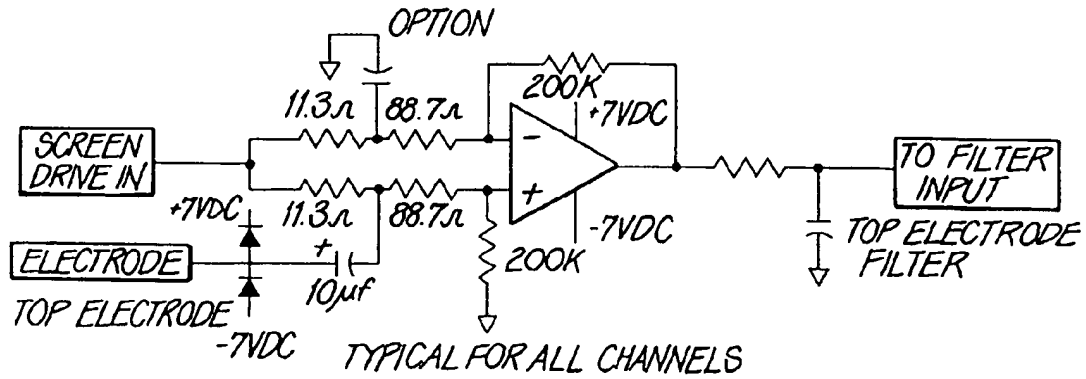 OPTION
11.3Ω
88.7Ω
200K
+7VDC
SCREEN
DRIVE IN
-
+
11.3Ω
88.7Ω
-7VDC
200K
TO FILTER
INPUT
+7VDC
ELECTRODE
+
10μf
TOP ELECTRODE
-7VDC
TOP ELECTRODE
FILTER
TYPICAL FOR ALL CHANNELS